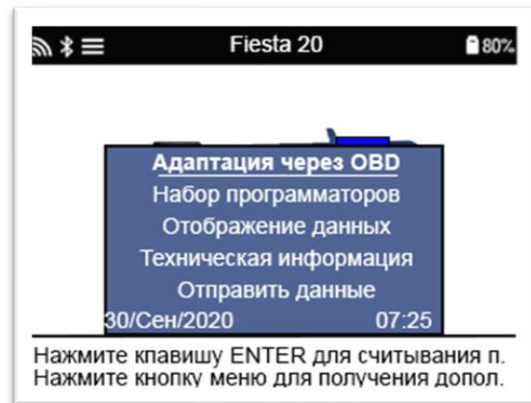 Fiesta 20 80%
Адаптация через OBD
Набор программаторов
Отображение данных
Техническая информация
Отправить данные
30/Сен/2020 07:25
Нажмите клавишу ENTER для считывания п.
Нажмите кнопку меню для получения допол.